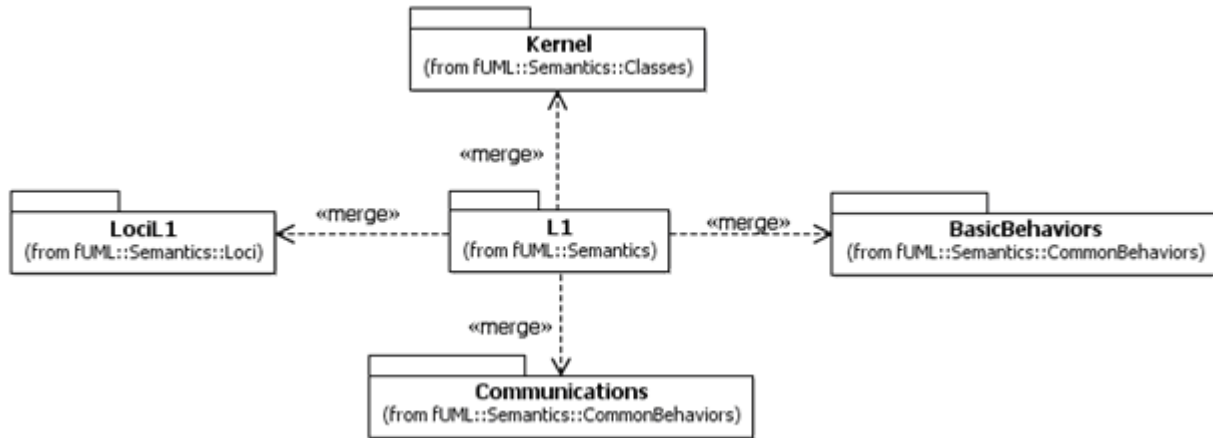 Kernel
(from fUML::Semantics::Classes)
«merge»
LociL1
(from fUML::Semantics::Loci)
«merge»
L1
(from fUML::Semantics)
«merge»
BasicBehaviors
(from fUML::Semantics::CommonBehaviors)
«merge»
Communications
(from fUML::Semantics::CommonBehaviors)